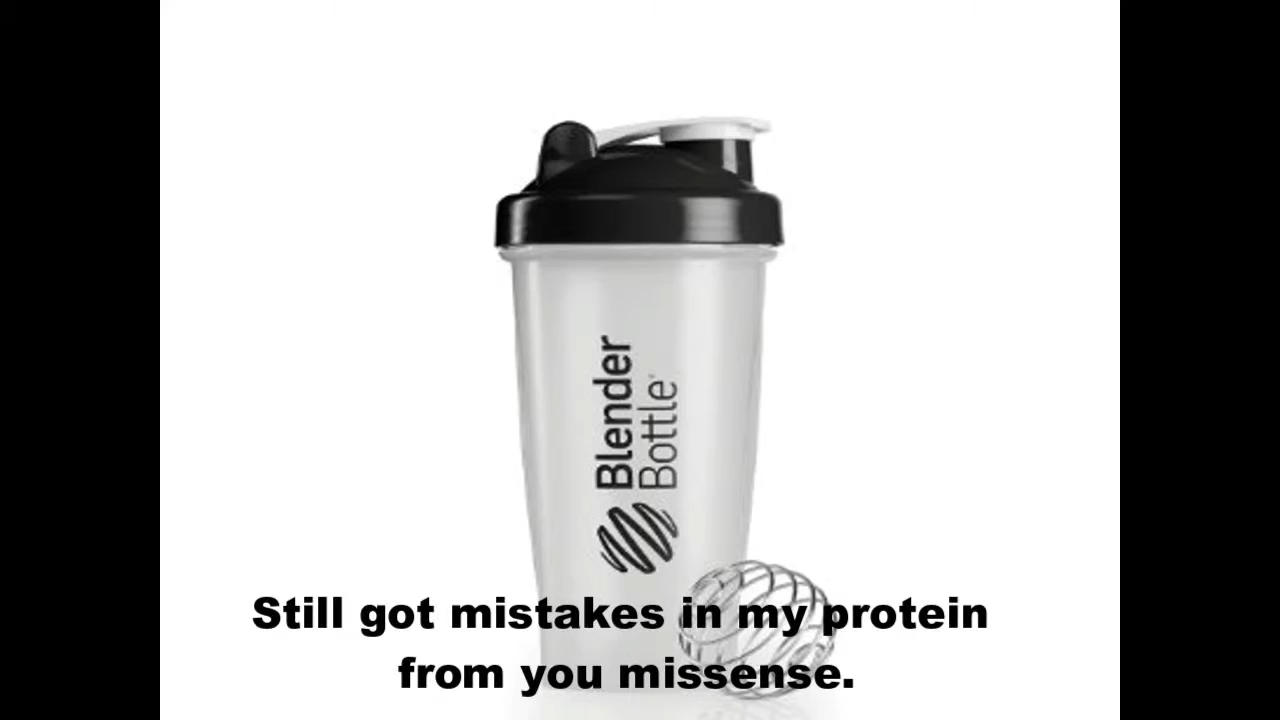 Blender
Bottle
Still got mistakes in my protein
from you missense.